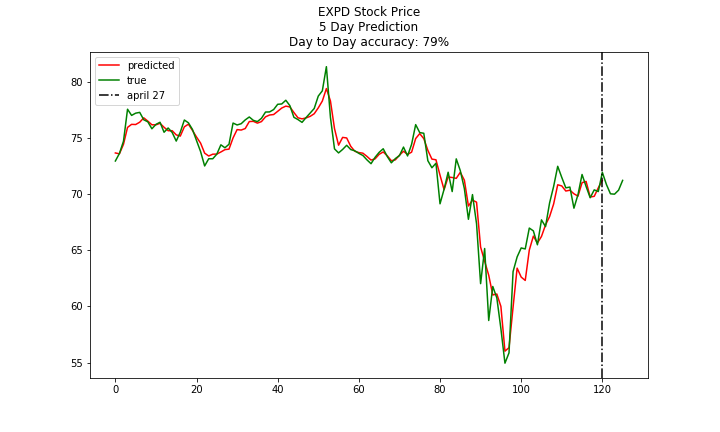 EXPD Stock Price
5 Day Prediction
Day to Day accuracy: 79%
predicted
true
april 27
80
75
70
65
60
55
0 20 40 60 80 100 120